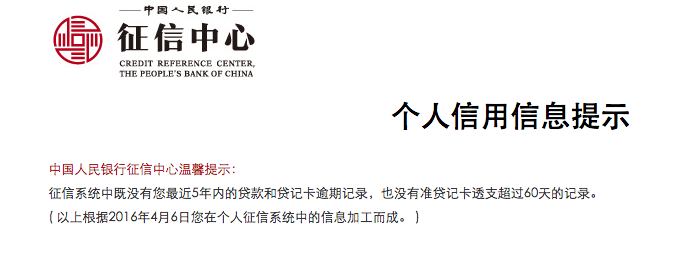 中国人民银行
征信中心
CREDIT REFERENCE CENTER,
THE PEOPLE'S BANK OF CHINA
个人信用信息提示
中国人民银行征信中心温馨提示：
征信系统中既没有您最近5年内的贷款和贷记卡逾期记录，也没有准贷记卡透支超过60天的记录。
( 以上根据2016年4月6日您在个人征信系统中的信息加工而成。 )